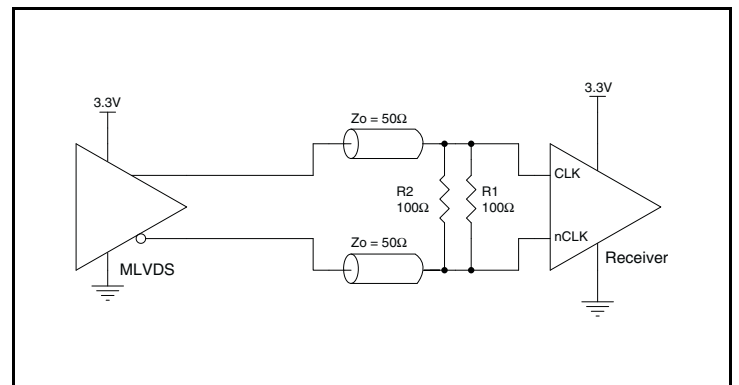 3.3V
3.3V
Zo = 50Ω
CLK
R2
100Ω
R1
100Ω
nCLK
Zo = 50Ω
MLVDS
Receiver